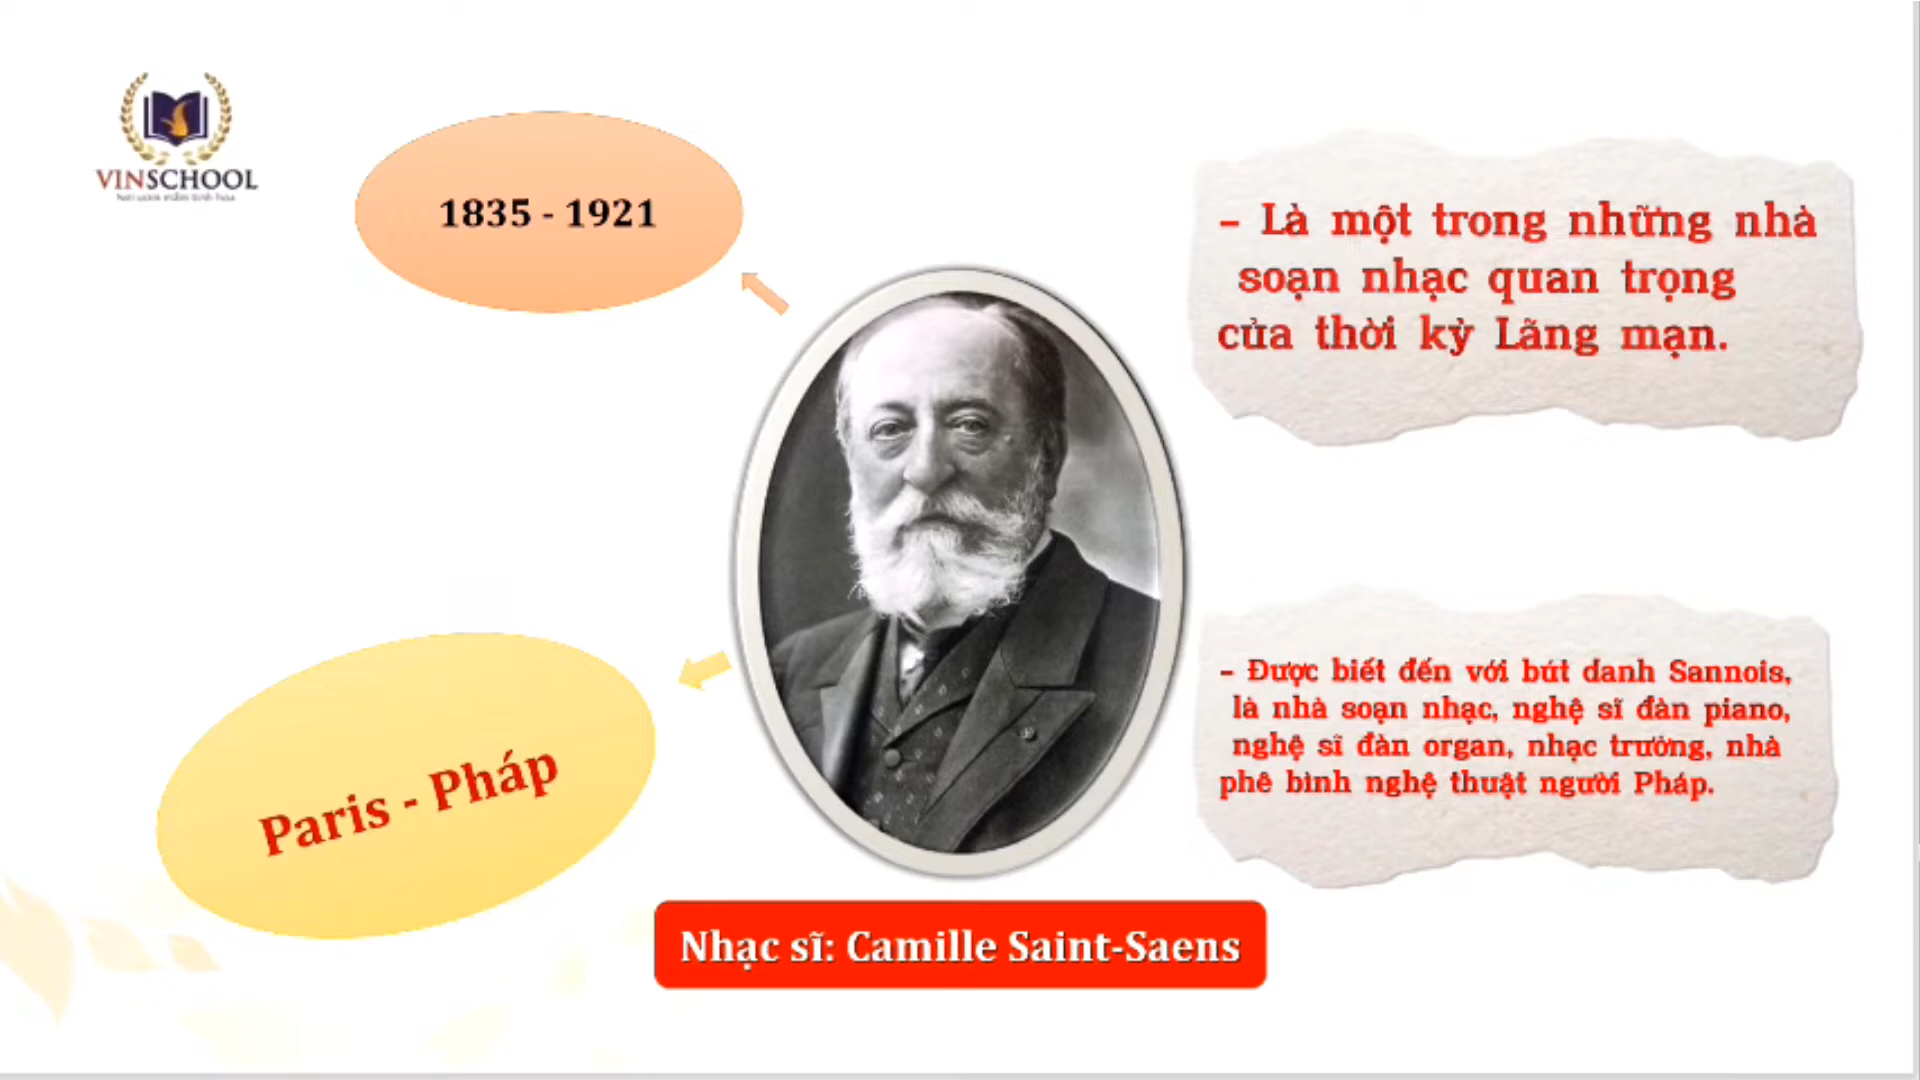 VINSCHOOL
1835 - 1921
– Là một trong những nhà
soạn nhạc quan trọng
của thời kỳ Lãng mạn.
Paris - Pháp
– Được biết đến với bút danh Sannois,
là nhà soạn nhạc, nghệ sĩ đàn piano,
nghệ sĩ đàn organ, nhạc trưởng, nhà
phê bình nghệ thuật người Pháp.
Nhạc sĩ: Camille Saint-Saens